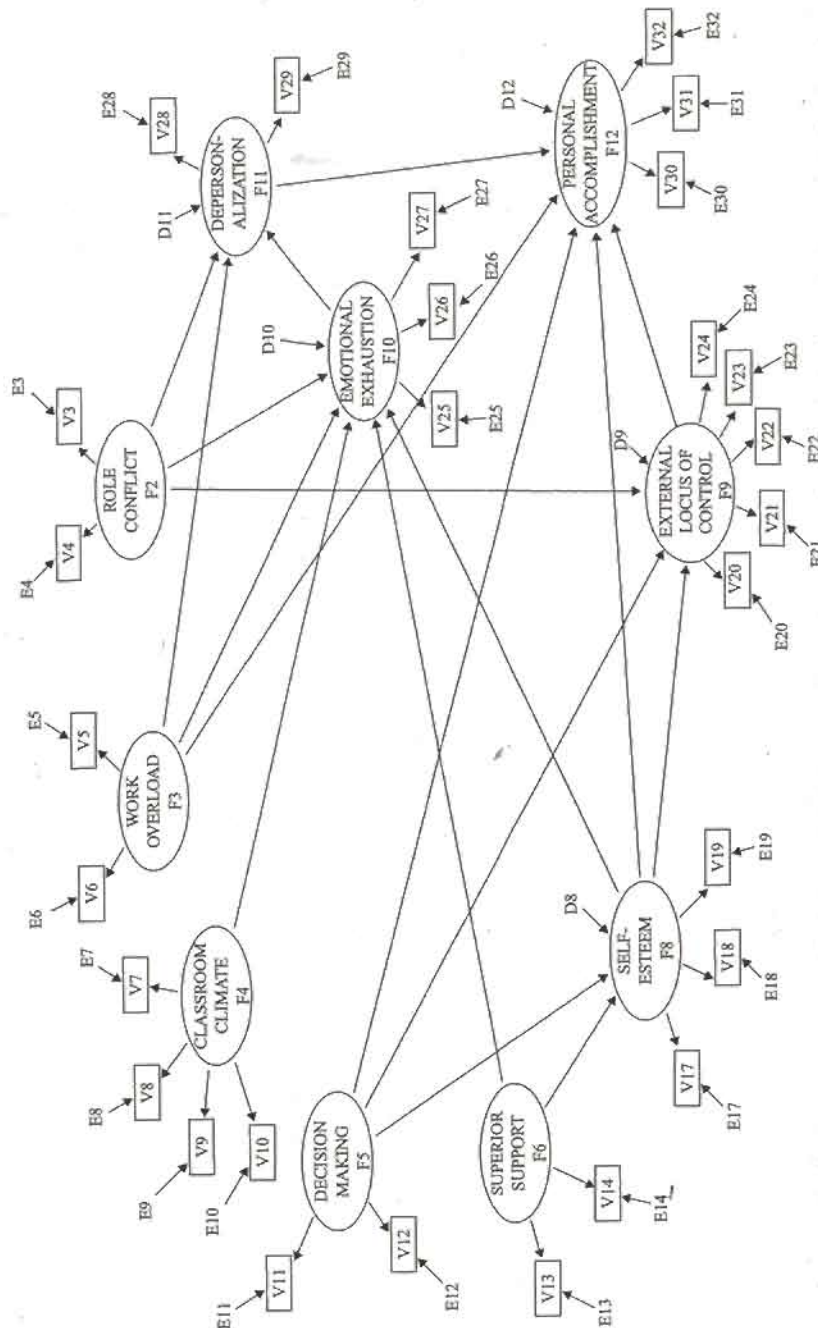 E11
V11
E12
V12
DECISION
MAKING
F5
E13
V13
E14
V14
SUPERIOR
SUPPORT
F6
E8
V8
E7
V7
E9
V9
E10
V10
CLASSROOM
CLIMATE
F4
E6
V6
E5
V5
WORK
OVERLOAD
F3
E4
V4
E3
V3
ROLE
CONFLICT
F2
D8
SELF-
ESTEEM
F8
V17
V18
V19
E17
E18
E19
D9
EXTERNAL
LOCUS OF
CONTROL
F9
V20
V21
V22
V23
V24
E20
E21
E22
E23
E24
D10
EMOTIONAL
EXHAUSTION
F10
V25
V26
V27
E25
E26
E27
D11
DEPERSON-
ALIZATION
F11
V28
V29
E28
E29
D12
PERSONAL
ACCOMPLISHMENT
F12
V30
V31
V32
E30
E31
E32